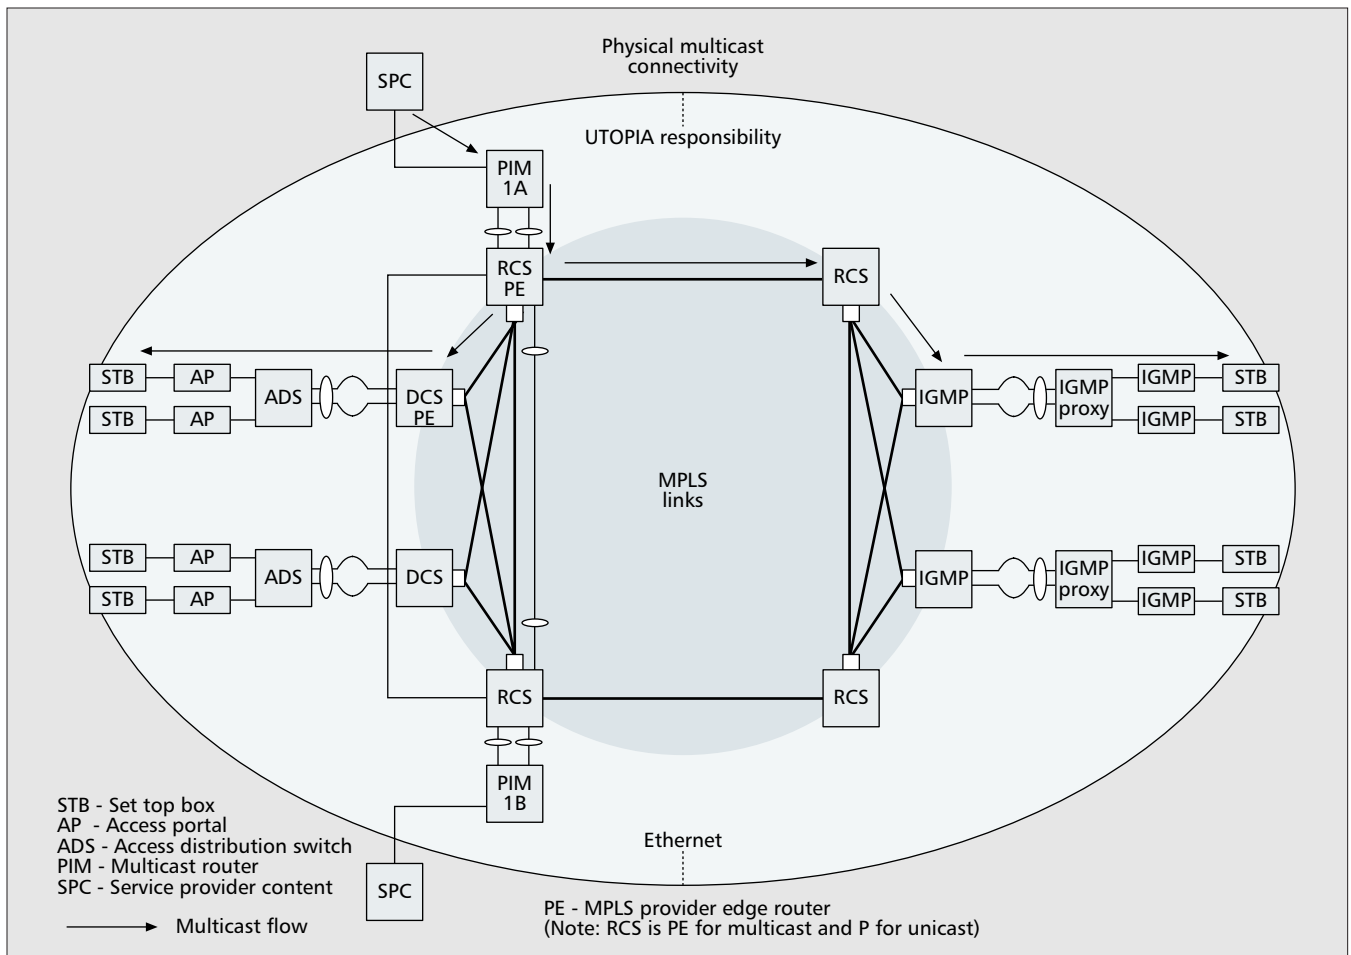 Physical multicast
connectivity
SPC
UTOPIA responsibility
PIM
1A
RCS
PE
RCS
STB
AP
ADS
DCS
PE
IGMP
IGMP
proxy
IGMP
STB
STB
AP
IGMP
STB
MPLS
links
STB
AP
ADS
DCS
IGMP
IGMP
proxy
IGMP
STB
STB
AP
IGMP
STB
RCS
RCS
PIM
1B
STB - Set top box
AP - Access portal
ADS - Access distribution switch
PIM - Multicast router
SPC - Service provider content
Multicast flow
Ethernet
SPC
PE - MPLS provider edge router
(Note: RCS is PE for multicast and P for unicast)